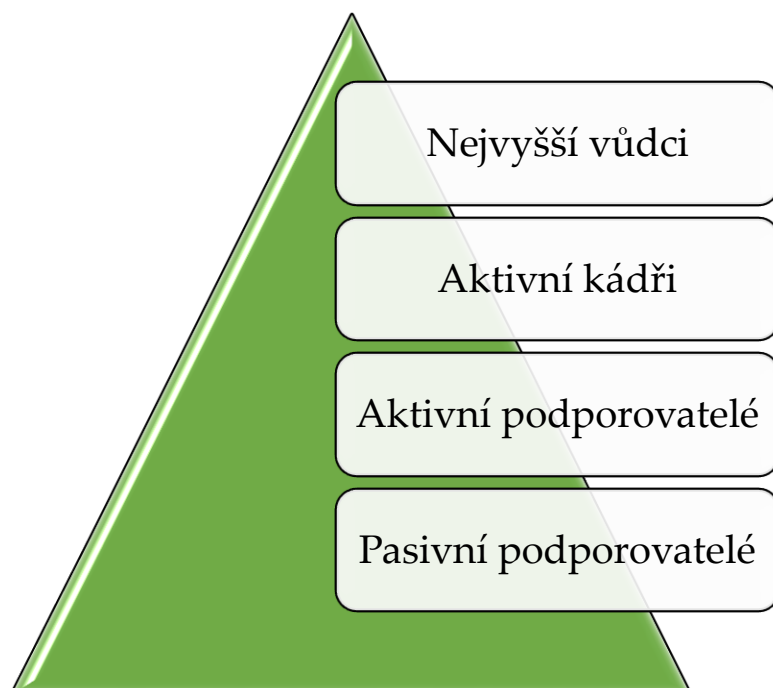 Nejvyšší vůdci
Aktivní kádři
Aktivní podporovatelé
Pasivní podporovatelé